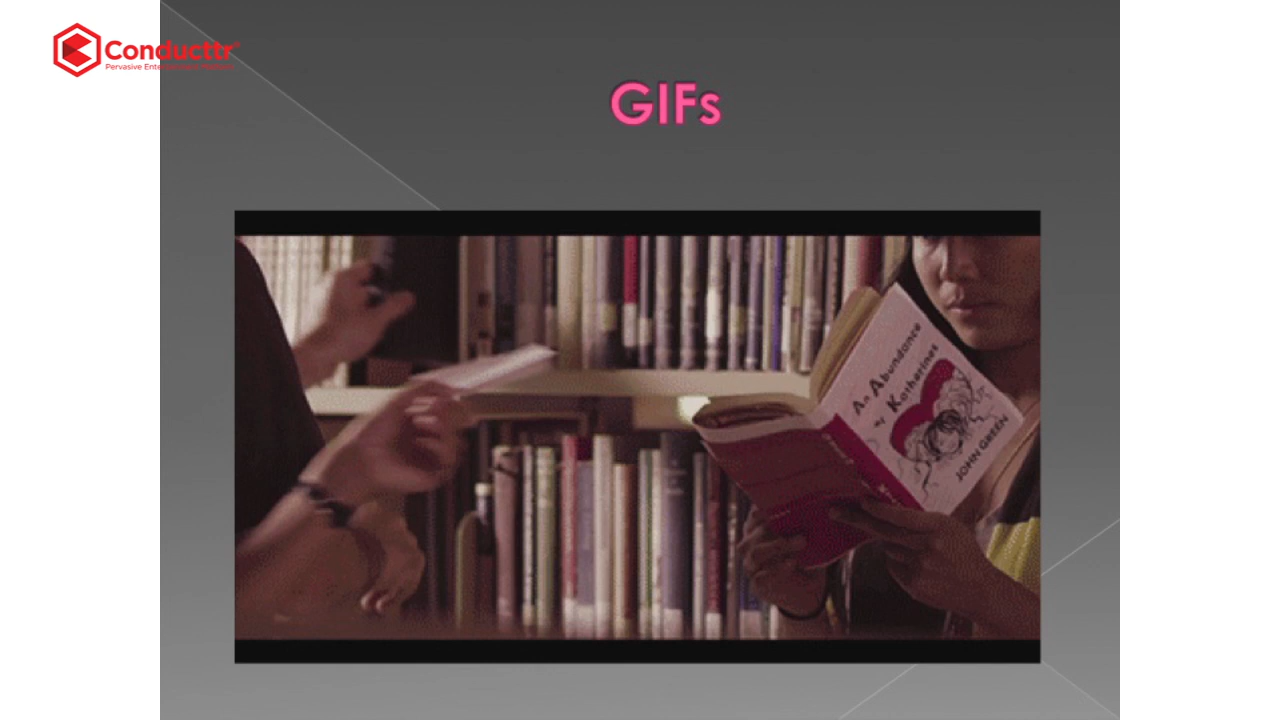 Conducttr
GIFs
An Abundance
of Katherines
JOHN GREEN